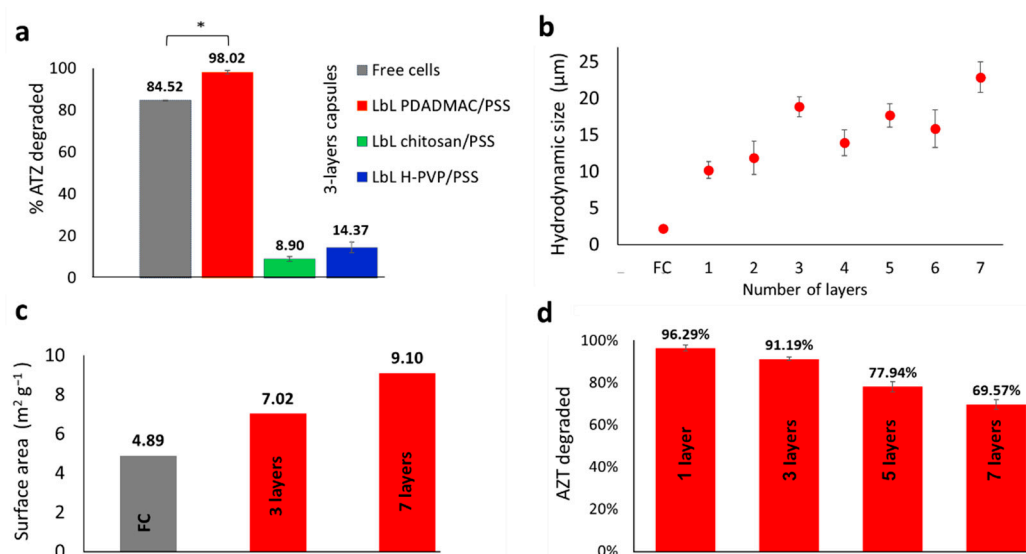 a
*
98.02
84.52
8.90
14.37
100
80
60
40
20
0
% ATZ degraded
3-layers capsules
Free cells
LbL PDADMAC/PSS
LbL chitosan/PSS
LbL H-PVP/PSS
b
25
20
15
10
5
0
Hydrodynamic size (µm)
FC 1 2 3 4 5 6 7
Number of layers
c
10
8
6
4
2
0
Surface area (m² g⁻¹)
4.89
7.02
9.10
FC
3 layers
7 layers
d
100%
80%
60%
40%
20%
0%
AZT degraded
96.29%
91.19%
77.94%
69.57%
1 layer
3 layers
5 layers
7 layers